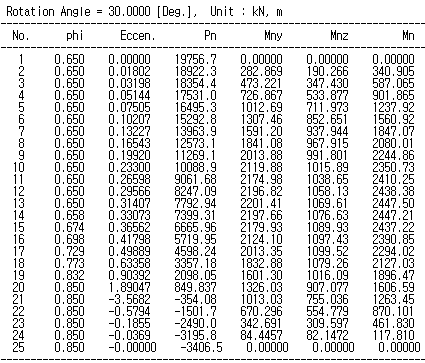 Rotation Angle = 30.0000 [Deg.], Unit : kN, m
No. phi Eccen. Pn Mny Mnz Mn
1 0.650 0.00000 19756.7 0.00000 0.00000 0.00000
2 0.650 0.01802 18922.3 282.869 190.266 340.905
3 0.650 0.03198 18354.4 473.221 347.430 587.065
4 0.650 0.05144 17531.0 726.867 533.877 901.865
5 0.650 0.07505 16495.3 1012.69 711.973 1237.92
6 0.650 0.10207 15292.8 1307.46 852.651 1560.92
7 0.650 0.13227 13963.9 1591.20 937.944 1847.07
8 0.650 0.16543 12573.1 1841.08 967.915 2080.01
9 0.650 0.19920 11269.1 2013.88 991.801 2244.86
10 0.650 0.23300 10088.9 2119.88 1015.89 2350.73
11 0.650 0.26598 9061.68 2174.98 1038.65 2410.25
12 0.650 0.29566 8247.09 2196.82 1058.13 2438.38
13 0.650 0.31407 7792.94 2201.41 1069.61 2447.50
14 0.658 0.33073 7399.31 2197.66 1076.63 2447.21
15 0.674 0.36562 6665.96 2179.93 1089.93 2437.22
16 0.698 0.41798 5719.95 2124.10 1097.43 2390.85
17 0.729 0.49889 4598.24 2013.35 1099.52 2294.02
18 0.773 0.63358 3357.18 1832.88 1079.26 2127.03
19 0.832 0.90392 2098.05 1601.30 1016.09 1896.47
20 0.850 1.89047 849.837 1326.03 907.077 1606.59
21 0.850 -3.5682 -354.08 1013.03 755.036 1263.45
22 0.850 -0.5794 -1501.7 670.296 554.779 870.101
23 0.850 -0.1855 -2490.0 342.691 309.597 461.830
24 0.850 -0.0369 -3195.8 84.4457 82.1472 117.810
25 0.850 -0.00000 -3406.5 0.00000 0.00000 0.00000